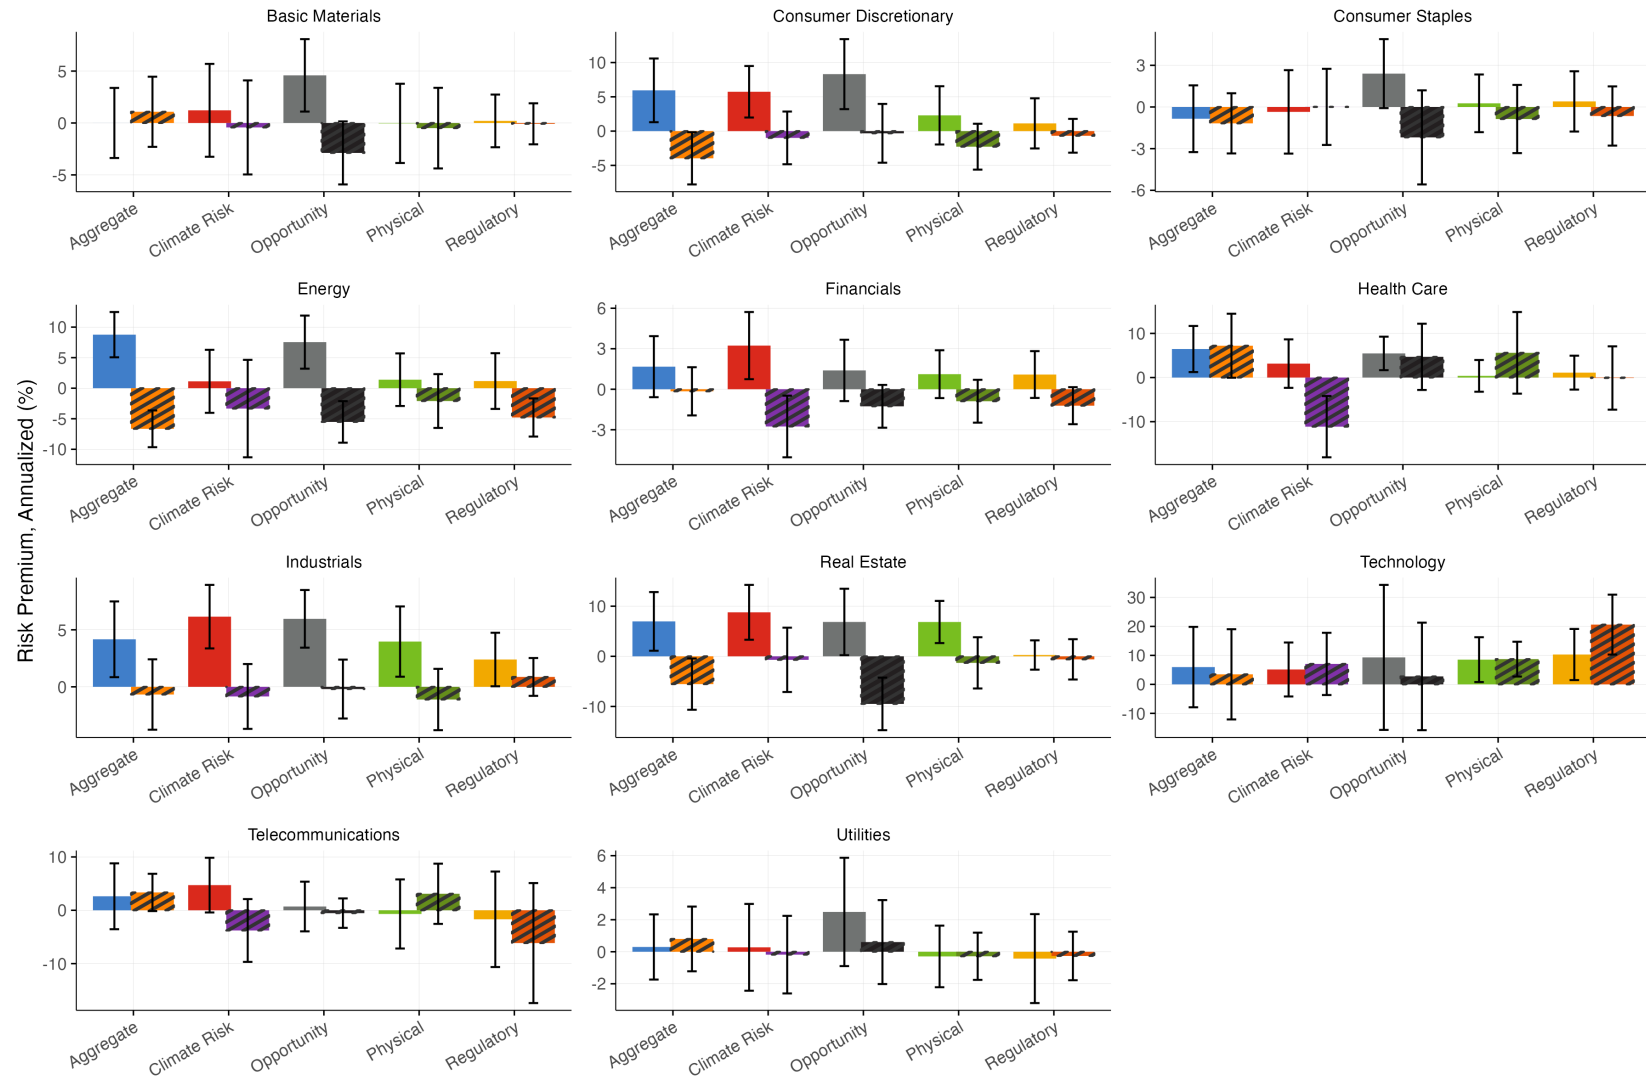 Basic Materials
Consumer Discretionary
Consumer Staples
5
0
-5
10
5
0
-5
3
0
-3
-6
Aggregate
Climate Risk
Opportunity
Physical
Regulatory
Aggregate
Climate Risk
Opportunity
Physical
Regulatory
Aggregate
Climate Risk
Opportunity
Physical
Regulatory
Risk Premium, Annualized (%)
Energy
Financials
Health Care
10
5
0
-5
-10
6
3
0
-3
10
0
-10
Aggregate
Climate Risk
Opportunity
Physical
Regulatory
Aggregate
Climate Risk
Opportunity
Physical
Regulatory
Aggregate
Climate Risk
Opportunity
Physical
Regulatory
Industrials
Real Estate
Technology
5
0
10
0
-10
30
20
10
0
-10
Aggregate
Climate Risk
Opportunity
Physical
Regulatory
Aggregate
Climate Risk
Opportunity
Physical
Regulatory
Aggregate
Climate Risk
Opportunity
Physical
Regulatory
Telecommunications
Utilities
10
0
-10
6
4
2
0
-2
Aggregate
Climate Risk
Opportunity
Physical
Regulatory
Aggregate
Climate Risk
Opportunity
Physical
Regulatory